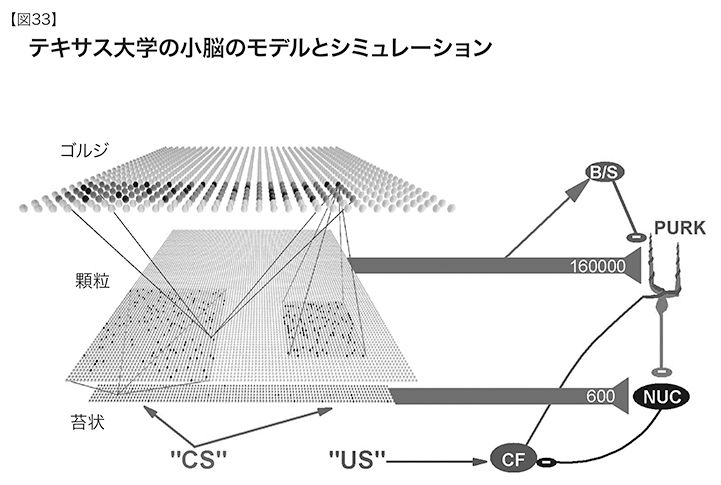 【図33】
テキサス大学の小脳のモデルとシミュレーション
ゴルジ
B/S
PURK
160000
顆粒
600
NUC
苔状
"CS"
"US"
CF